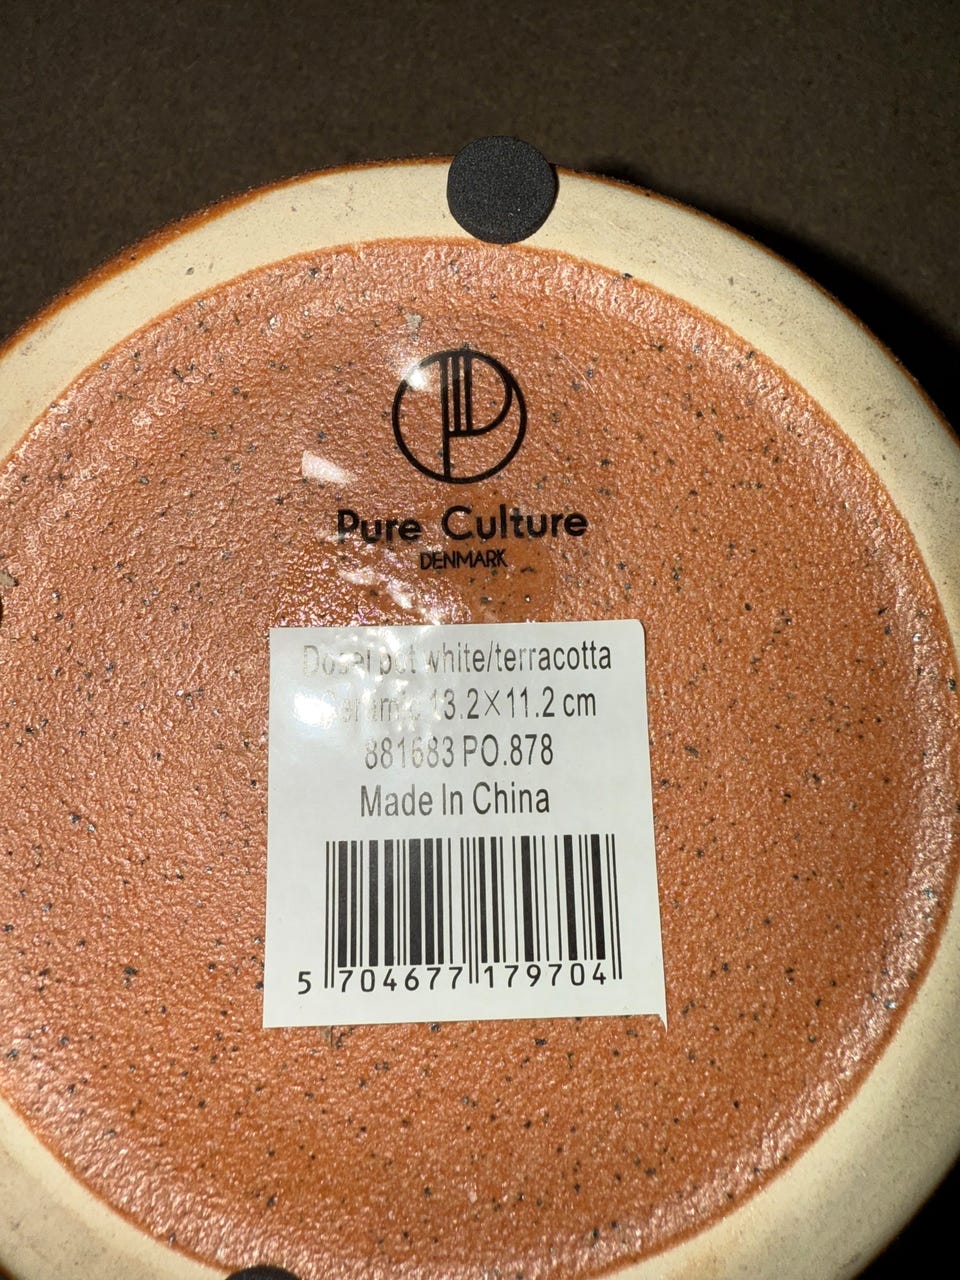 Pure Culture
DENMARK
pot white/terracotta
Ceramic 13.2×11.2 cm
881683 PO.878
Made In China
5 704677 179704